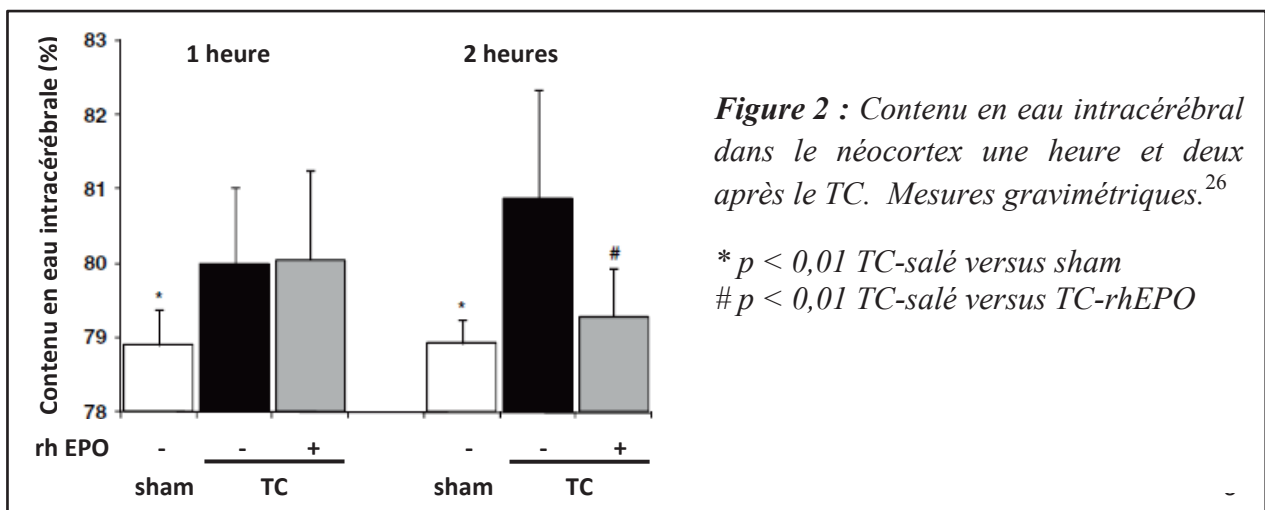 Contenu en eau intracérébrale (%)
83
82
81
80
79
78
1 heure
2 heures
*
*
#
rh EPO - - + - - +
sham TC sham TC
Figure 2 : Contenu en eau intracérébral
dans le néocortex une heure et deux
après le TC. Mesures gravimétriques.26
* p < 0,01 TC-salé versus sham
# p < 0,01 TC-salé versus TC-rhEPO